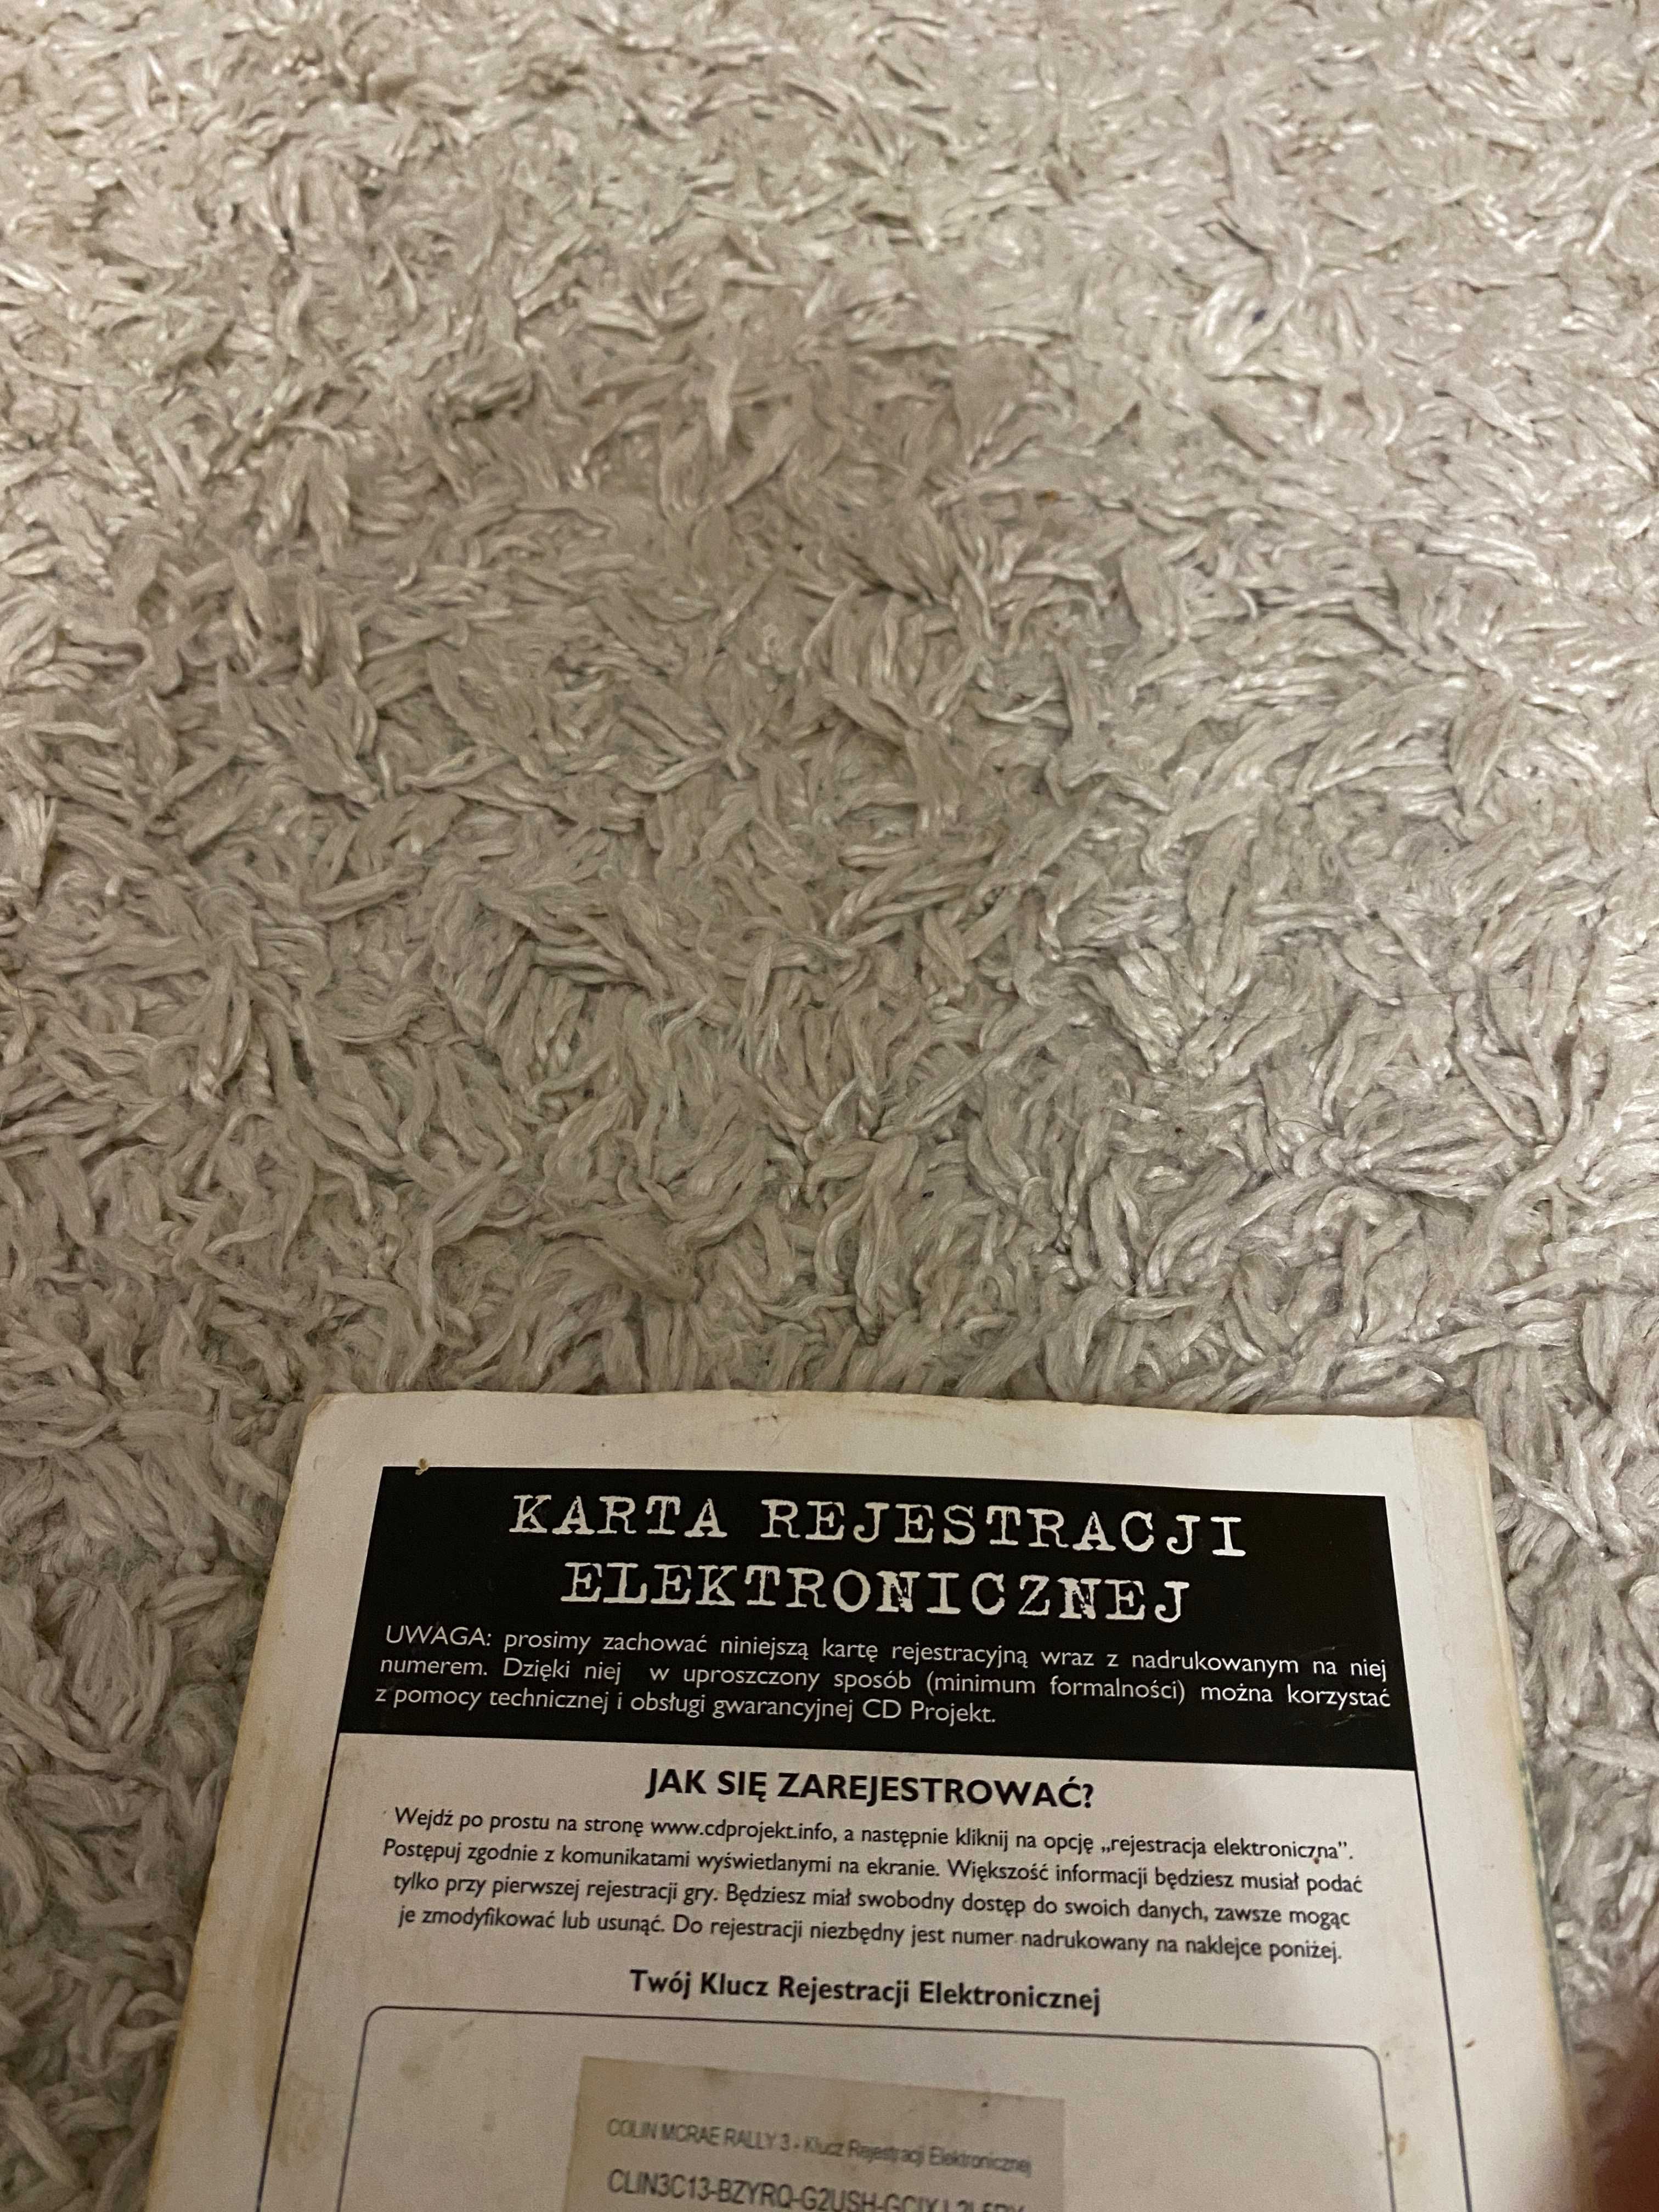 KARTA REJESTRACJI
ELEKTRONICZNEJ
UWAGA: prosimy zachować niniejszą kartę rejestracyjną wraz z nadrukowanym na niej
numerem. Dzięki niej w uproszczony sposób (minimum formalności) można korzystać
z pomocy technicznej i obsługi gwarancyjnej CD Projekt.
JAK SIĘ ZAREJESTROWAĆ?
Wejdź po prostu na stronę www.cdprojekt.info, a następnie kliknij na opcję „rejestracja elektroniczna”.
Postępuj zgodnie z komunikatami wyświetlanymi na ekranie. Większość informacji będziesz musiał podać
tylko przy pierwszej rejestracji gry. Będziesz miał swobodny dostęp do swoich danych, zawsze mogąc
je zmodyfikować lub usunąć. Do rejestracji niezbędny jest numer nadrukowany na naklejce poniżej.
Twój Klucz Rejestracji Elektronicznej
COLIN MCRAE RALLY 3 - Klucz Rejestracji Elektronicznej